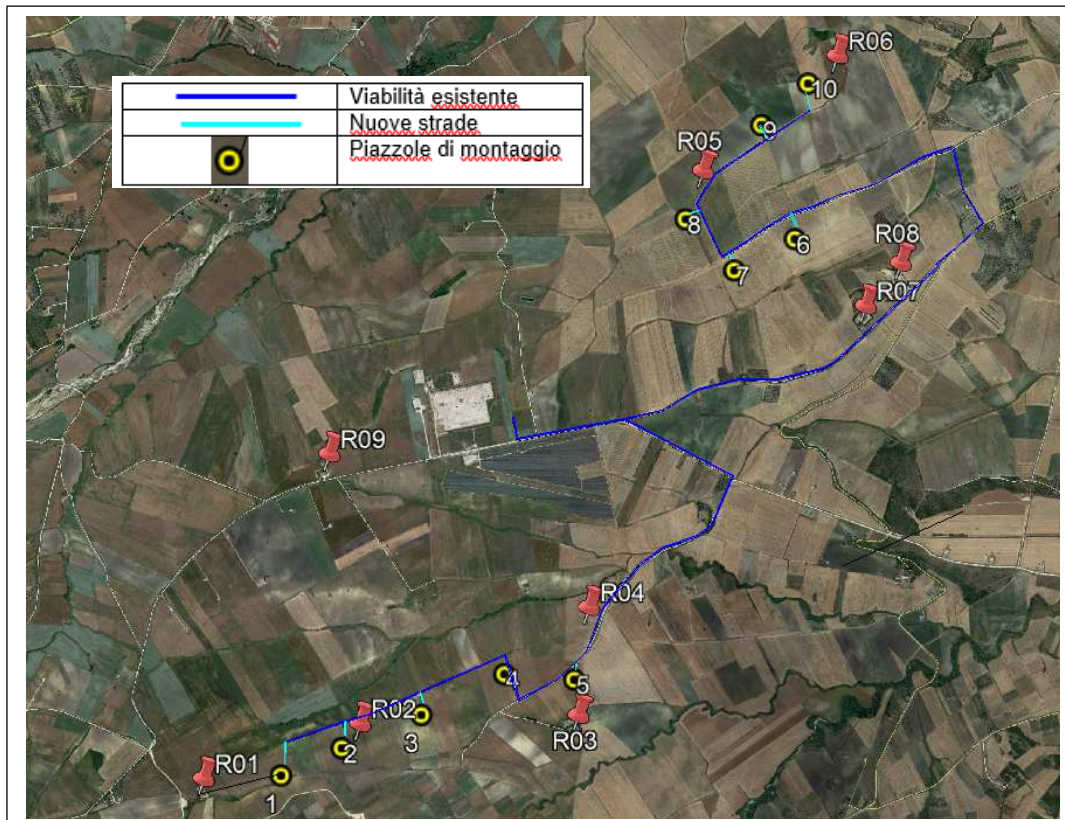 Viabilità esistente
Nuove strade
Piazzole di montaggio
R06
10
9
R05
8
6
R08
7
R07
R09
R04
4
5
R02
3
R03
2
R01
1